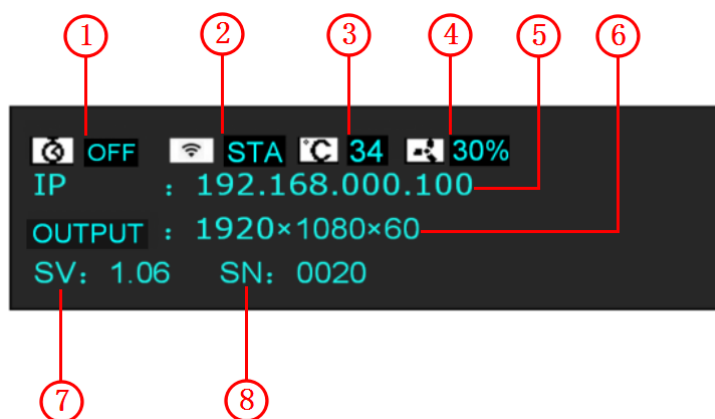 ① ② ③ ④ ⑤ ⑥
OFF STA °C 34 30%
IP : 192.168.000.100
OUTPUT : 1920×1080×60
SV: 1.06 SN: 0020
⑦ ⑧